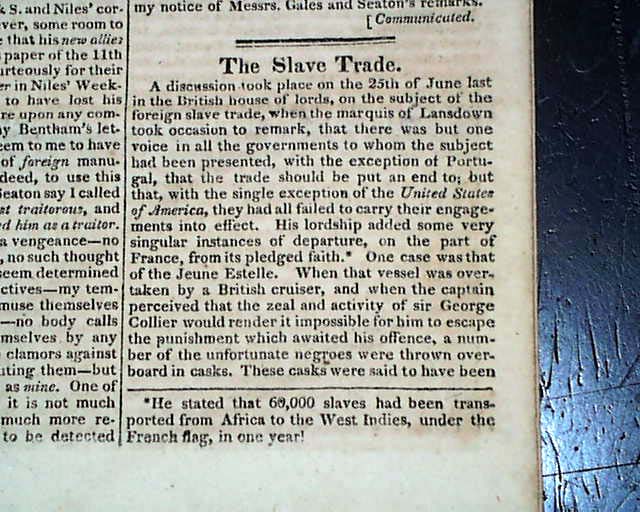 k S. and Niles' cor-
ever, some room to
e that his new allies
paper of the 11th
urteously for their
er in Niles' Week-
to have lost his
re upon any com-
y Bentham's let-
eem to me to have
of foreign manu-
deed, to use this
Seaton say I called
st traitorous, and
ed him as a traitor.
a vengeance—no
, no such thought
seem determined
ctives—my tem-
muse themselves
—no body calls
mselves by any
clamors against
uting them—but
as mine. One of
it is not much
much more re-
to be detected
my notice of Messrs. Gales and Seaton's remarks.
[Communicated.
The Slave Trade.
A discussion took place on the 25th of June last
in the British house of lords, on the subject of the
foreign slave trade, when the marquis of Lansdown
took occasion to remark, that there was but one
voice in all the governments to whom the subject
had been presented, with the exception of Portu-
gal, that the trade should be put an end to; but
that, with the single exception of the United States
of America, they had all failed to carry their engage-
ments into effect. His lordship added some very
singular instances of departure, on the part of
France, from its pledged faith.* One case was that
of the Jeune Estelle. When that vessel was over-
taken by a British cruiser, and when the captain
perceived that the zeal and activity of sir George
Collier would render it impossible for him to escape
the punishment which awaited his offence, a num-
ber of the unfortunate negroes were thrown over-
board in casks. These casks were said to have been
*He stated that 60,000 slaves had been trans-
ported from Africa to the West Indies, under the
French flag, in one year!